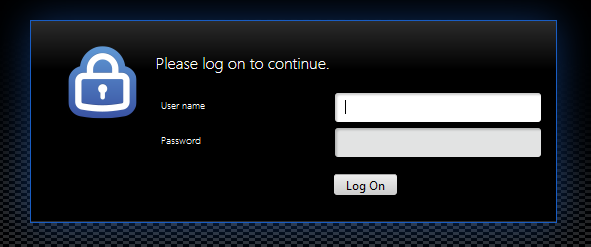 Please log on to continue.
User name
Password
Log On